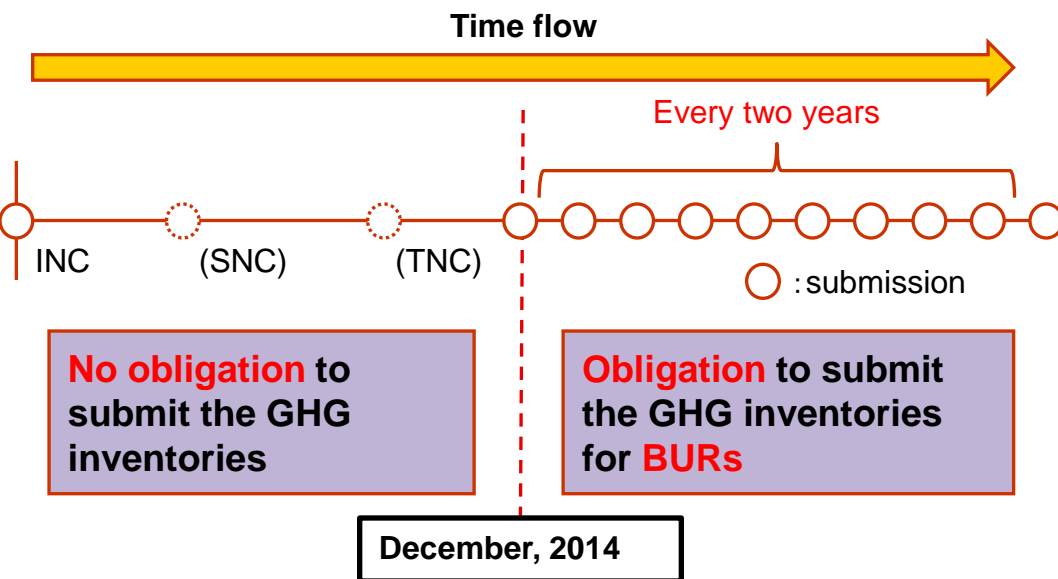 Time flow
Every two years
INC
(SNC)
(TNC)
: submission
No obligation to
submit the GHG
inventories
Obligation to submit
the GHG inventories
for BURs
December, 2014